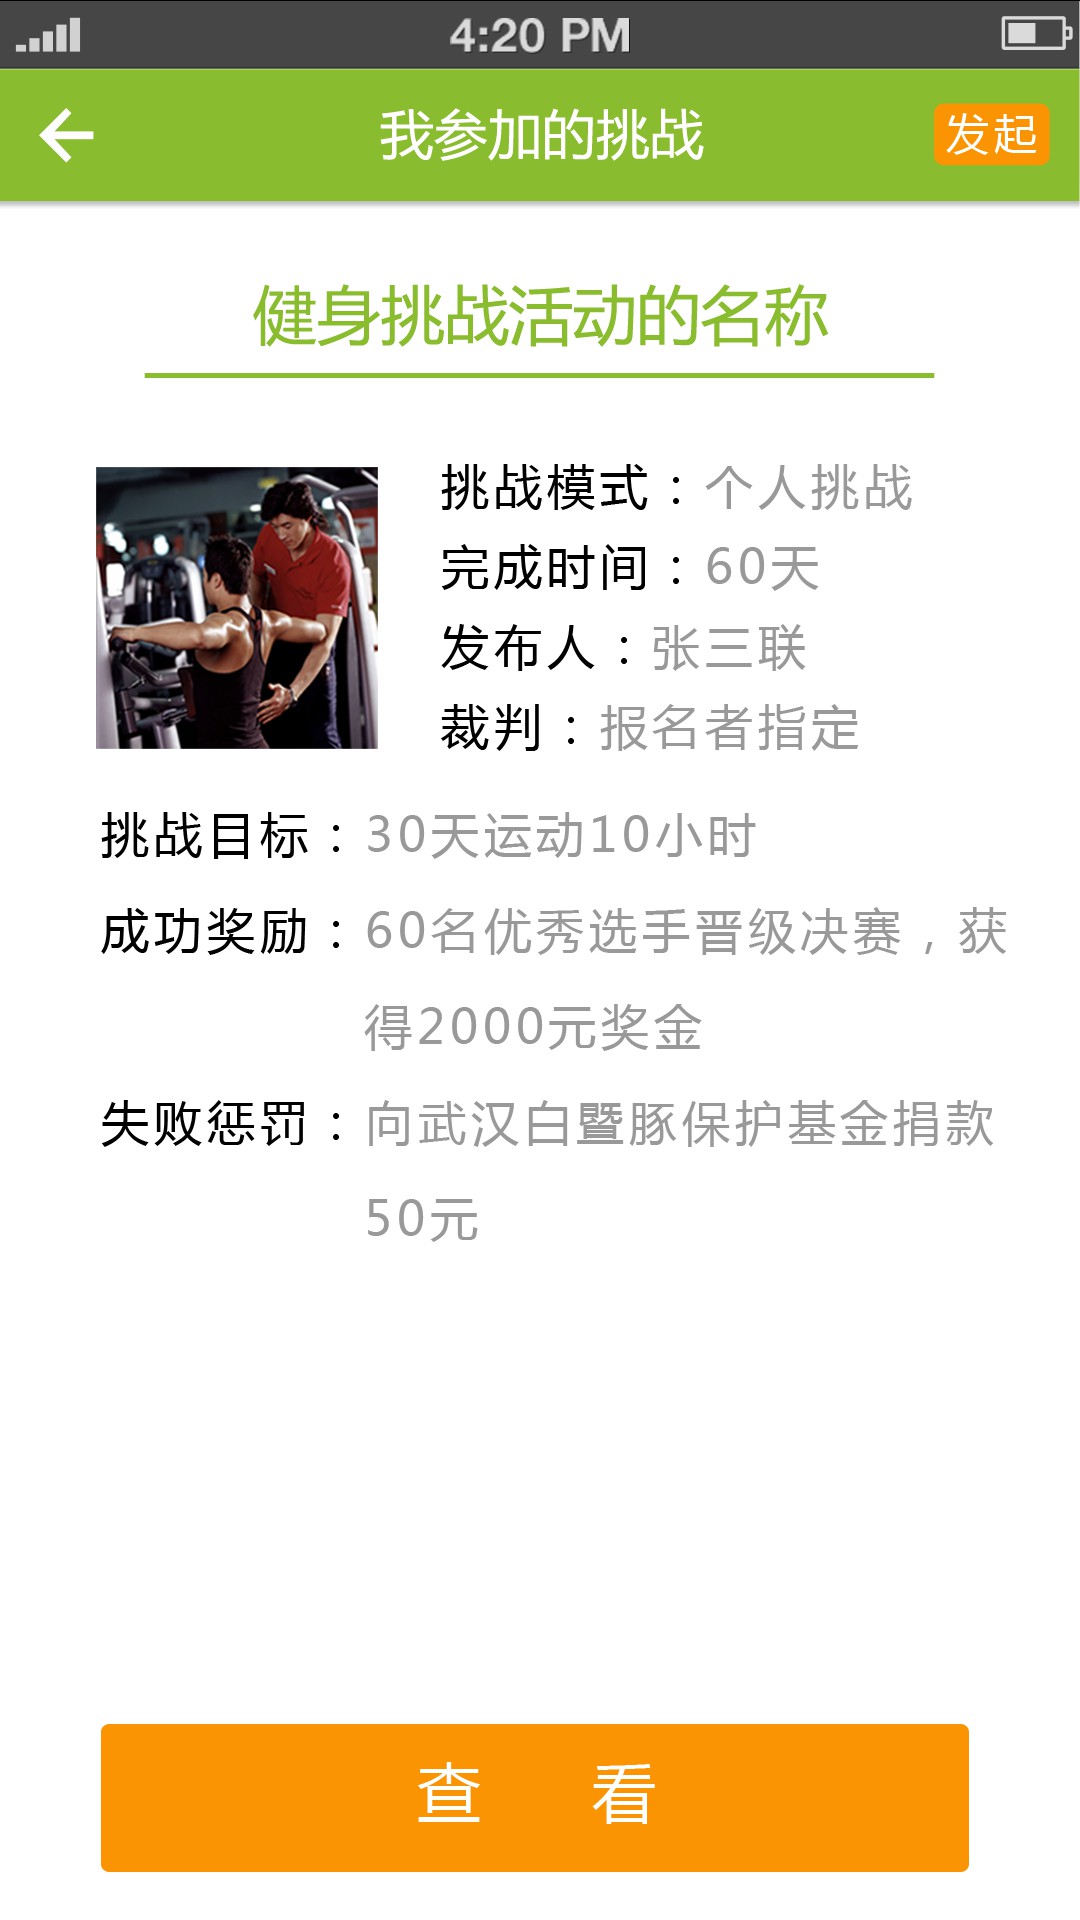 4:20 PM
我参加的挑战
发起
健身挑战活动的名称
挑战模式：个人挑战
完成时间：60天
发布人：张三联
裁判：报名者指定
挑战目标：30天运动10小时
成功奖励：60名优秀选手晋级决赛，获
得2000元奖金
失败惩罚：向武汉白暨豚保护基金捐款
50元
查 看